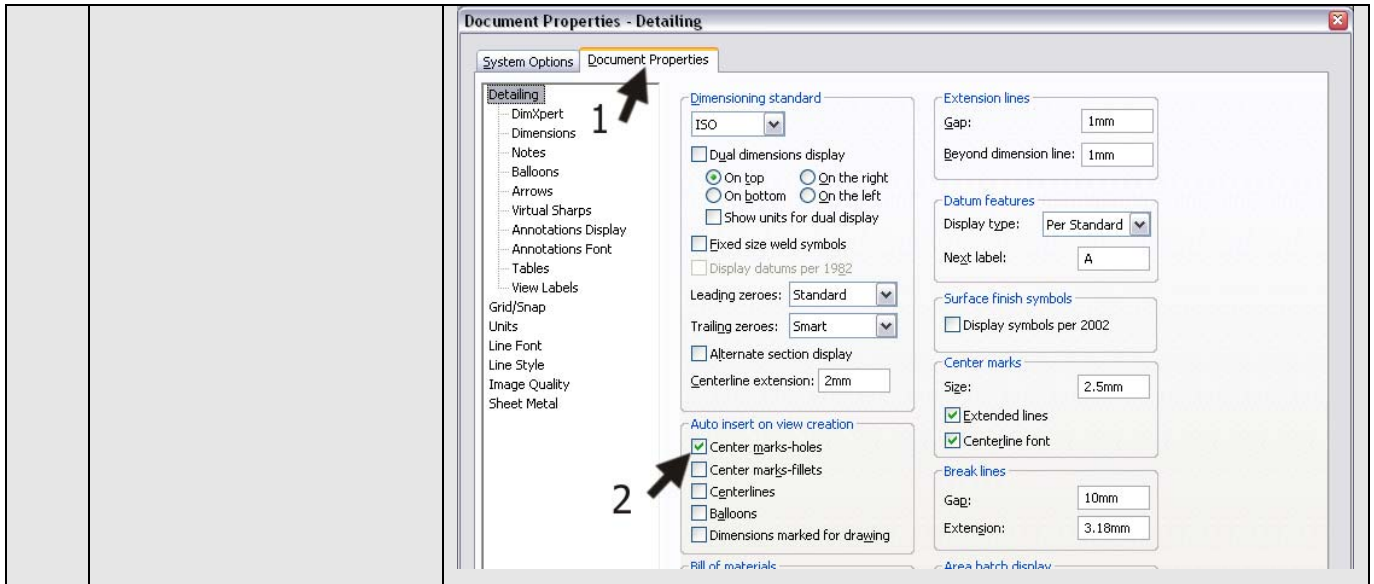 Document Properties - Detailing
System Options
Document Properties
Detailing
DimXpert
Dimensions
Notes
Balloons
Arrows
Virtual Sharps
Annotations Display
Annotations Font
Tables
View Labels
Grid/Snap
Units
Line Font
Line Style
Image Quality
Sheet Metal
1
Dimensioning standard
ISO
Dual dimensions display
On top On the right
On bottom On the left
Show units for dual display
Fixed size weld symbols
Display datums per 1982
Leading zeroes: Standard
Trailing zeroes: Smart
Alternate section display
Centerline extension: 2mm
Auto insert on view creation
Center marks-holes
Center marks-fillets
2
Centerlines
Balloons
Dimensions marked for drawing
Bill of materials
Extension lines
Gap: 1mm
Beyond dimension line: 1mm
Datum features
Display type: Per Standard
Next label: A
Surface finish symbols
Display symbols per 2002
Center marks
Size: 2.5mm
Extended lines
Centerline font
Break lines
Gap: 10mm
Extension: 3.18mm
Area hatch display